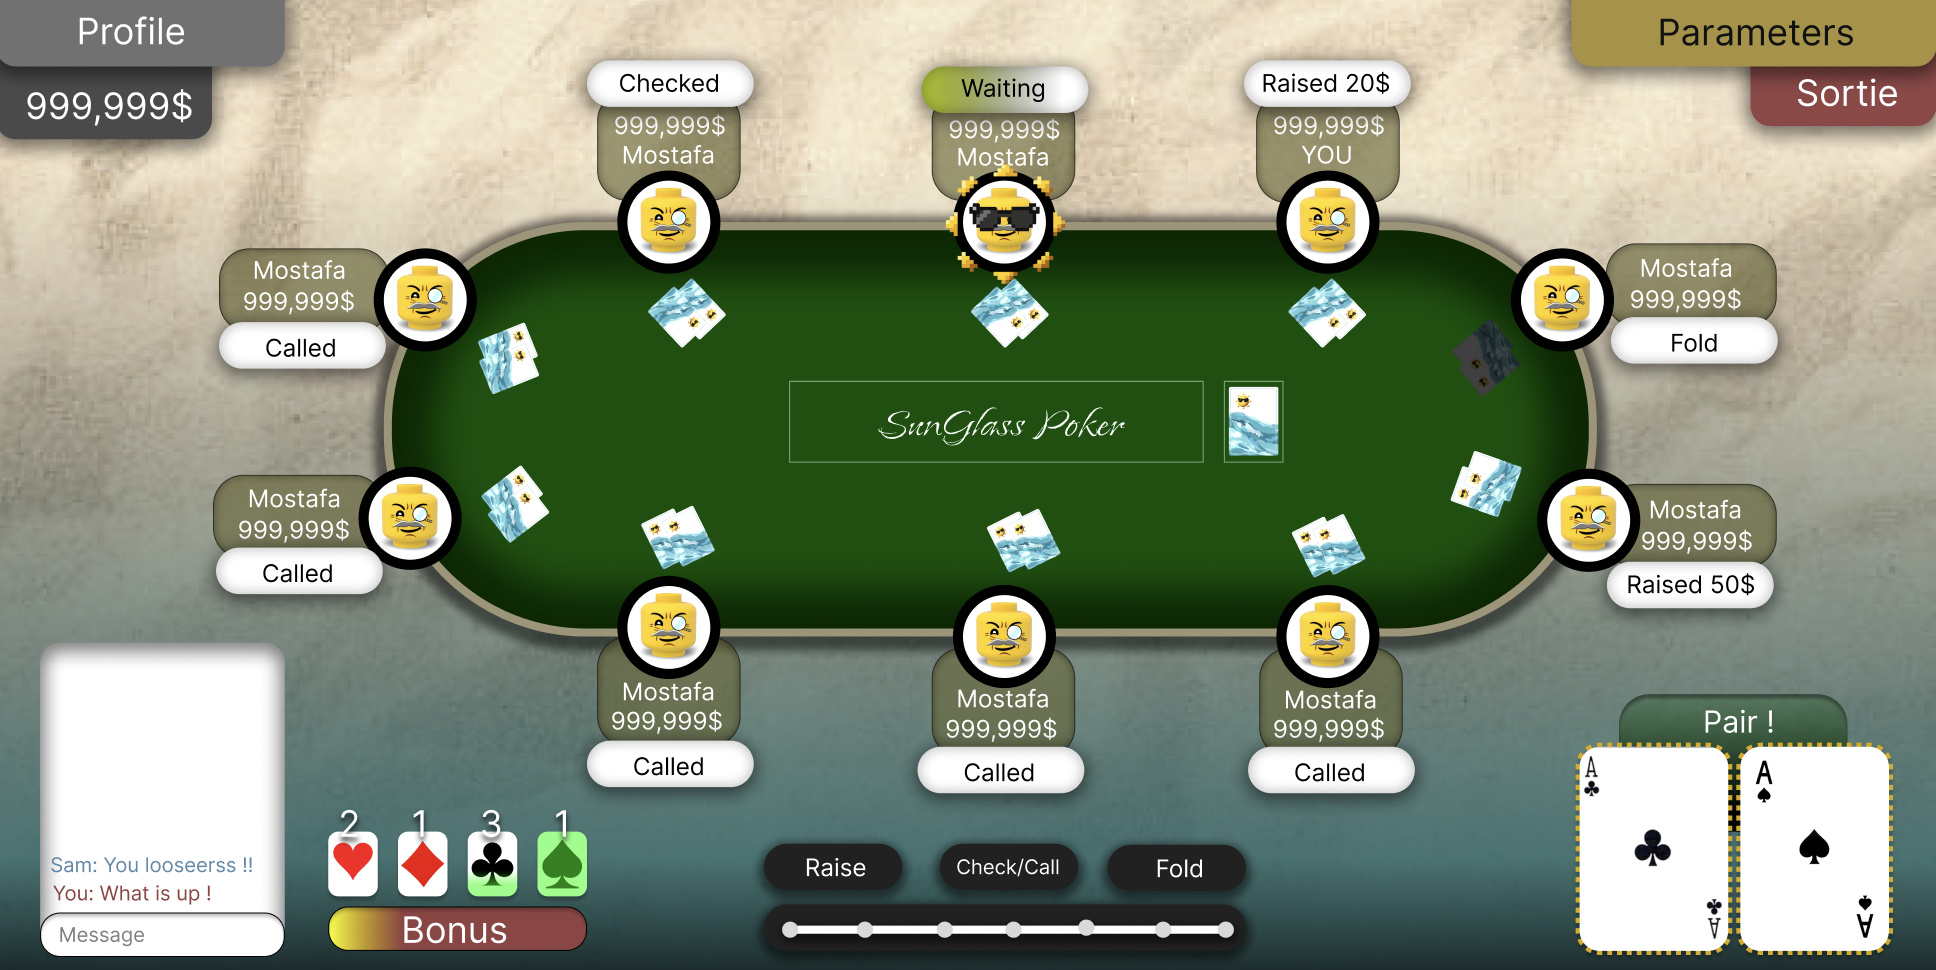 Profile
999,999$
Parameters
Sortie
Checked
999,999$
Mostafa
Waiting
999,999$
Mostafa
Raised 20$
999,999$
YOU
Mostafa
999,999$
Called
Mostafa
999,999$
Fold
SunGlass Poker
Mostafa
999,999$
Called
Mostafa
999,999$
Raised 50$
Mostafa
999,999$
Called
Mostafa
999,999$
Called
Mostafa
999,999$
Called
Sam: You looseerss !!
You: What is up !
Message
2
1
3
1
Bonus
Raise
Check/Call
Fold
Pair !
A
A
A
A